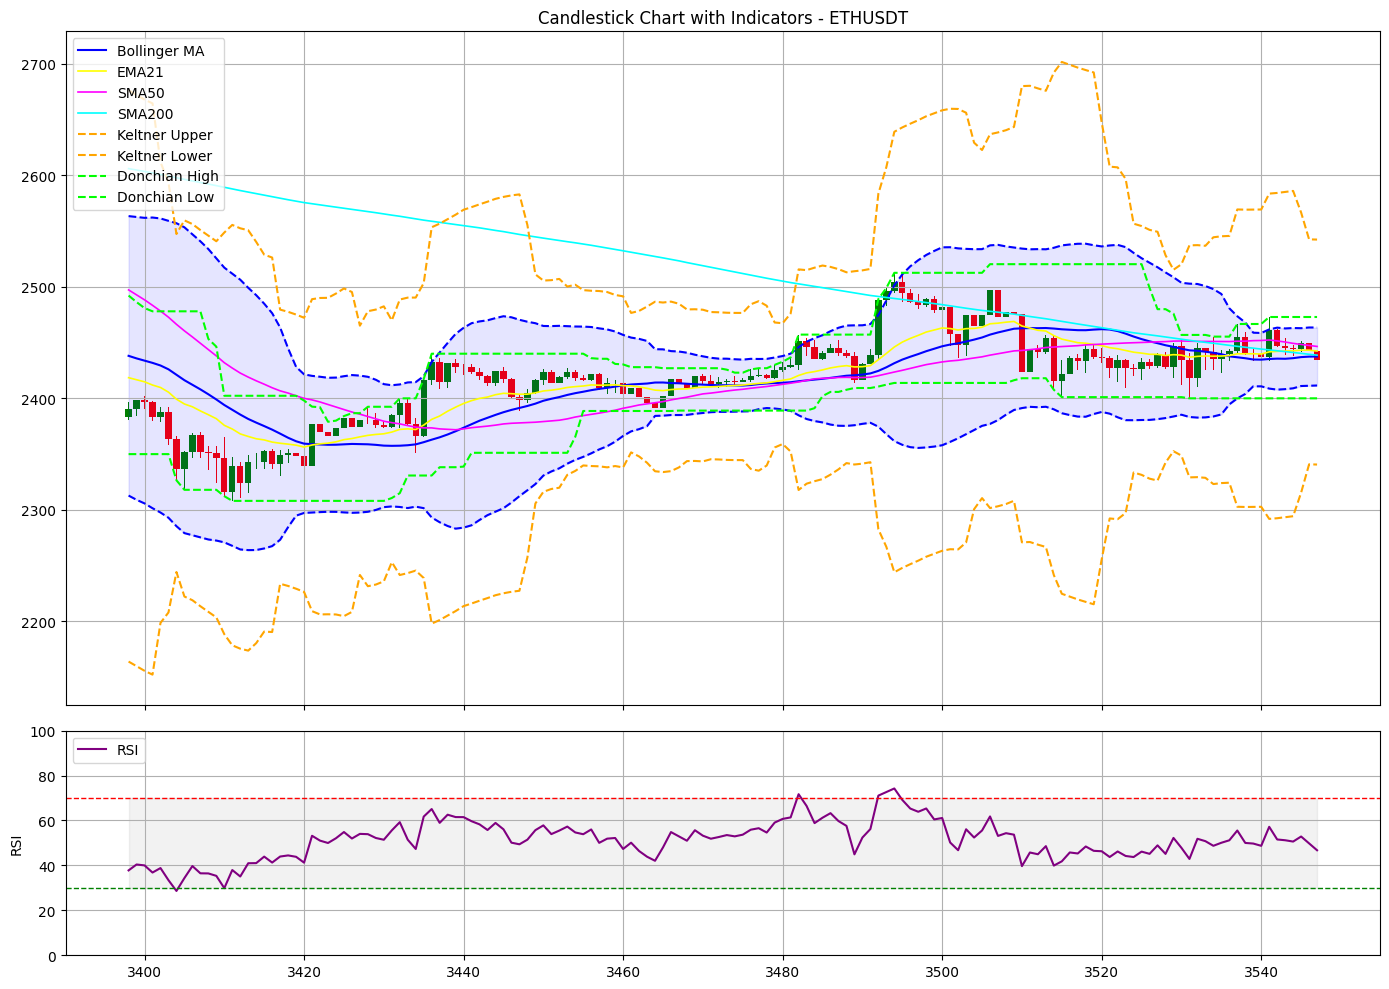 Candlestick Chart with Indicators - ETHUSDT
Bollinger MA
EMA21
SMA50
SMA200
Keltner Upper
Keltner Lower
Donchian High
Donchian Low
2700
2600
2500
2400
2300
2200
RSI
RSI
100
80
60
40
20
0
3400 3420 3440 3460 3480 3500 3520 3540